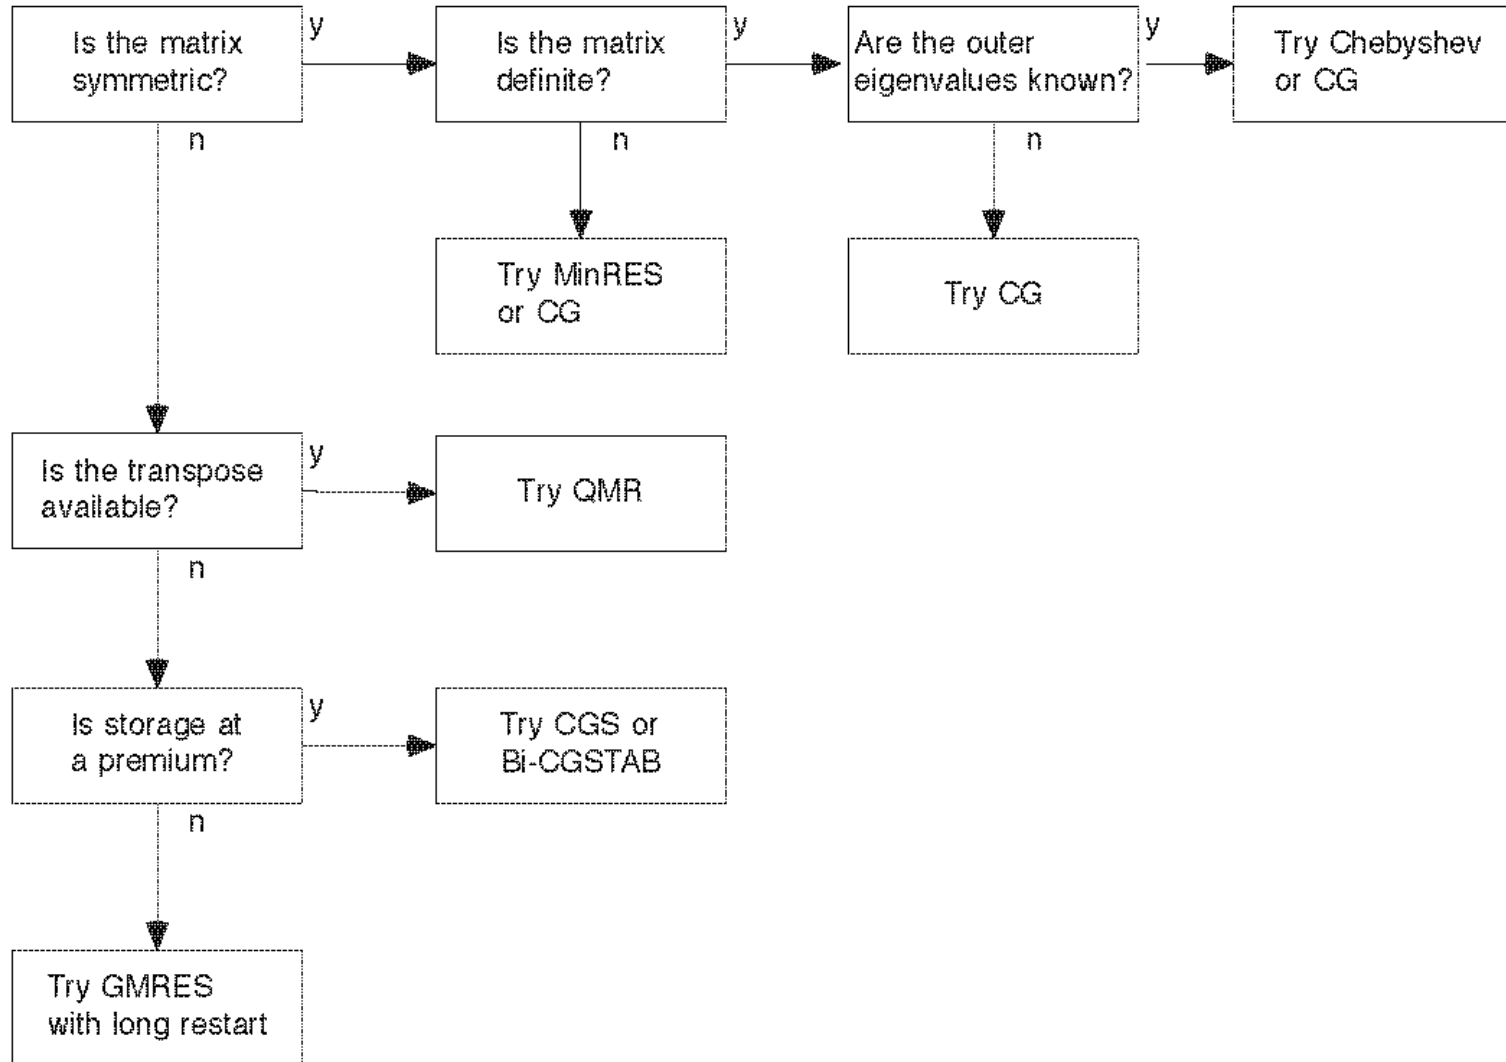 Is the matrix
symmetric?
y
n
Is the matrix
definite?
y
n
Are the outer
eigenvalues known?
y
n
Try Chebyshev
or CG
Try MinRES
or CG
Try CG
Is the transpose
available?
y
n
Try QMR
Is storage at
a premium?
y
n
Try CGS or
Bi-CGSTAB
Try GMRES
with long restart